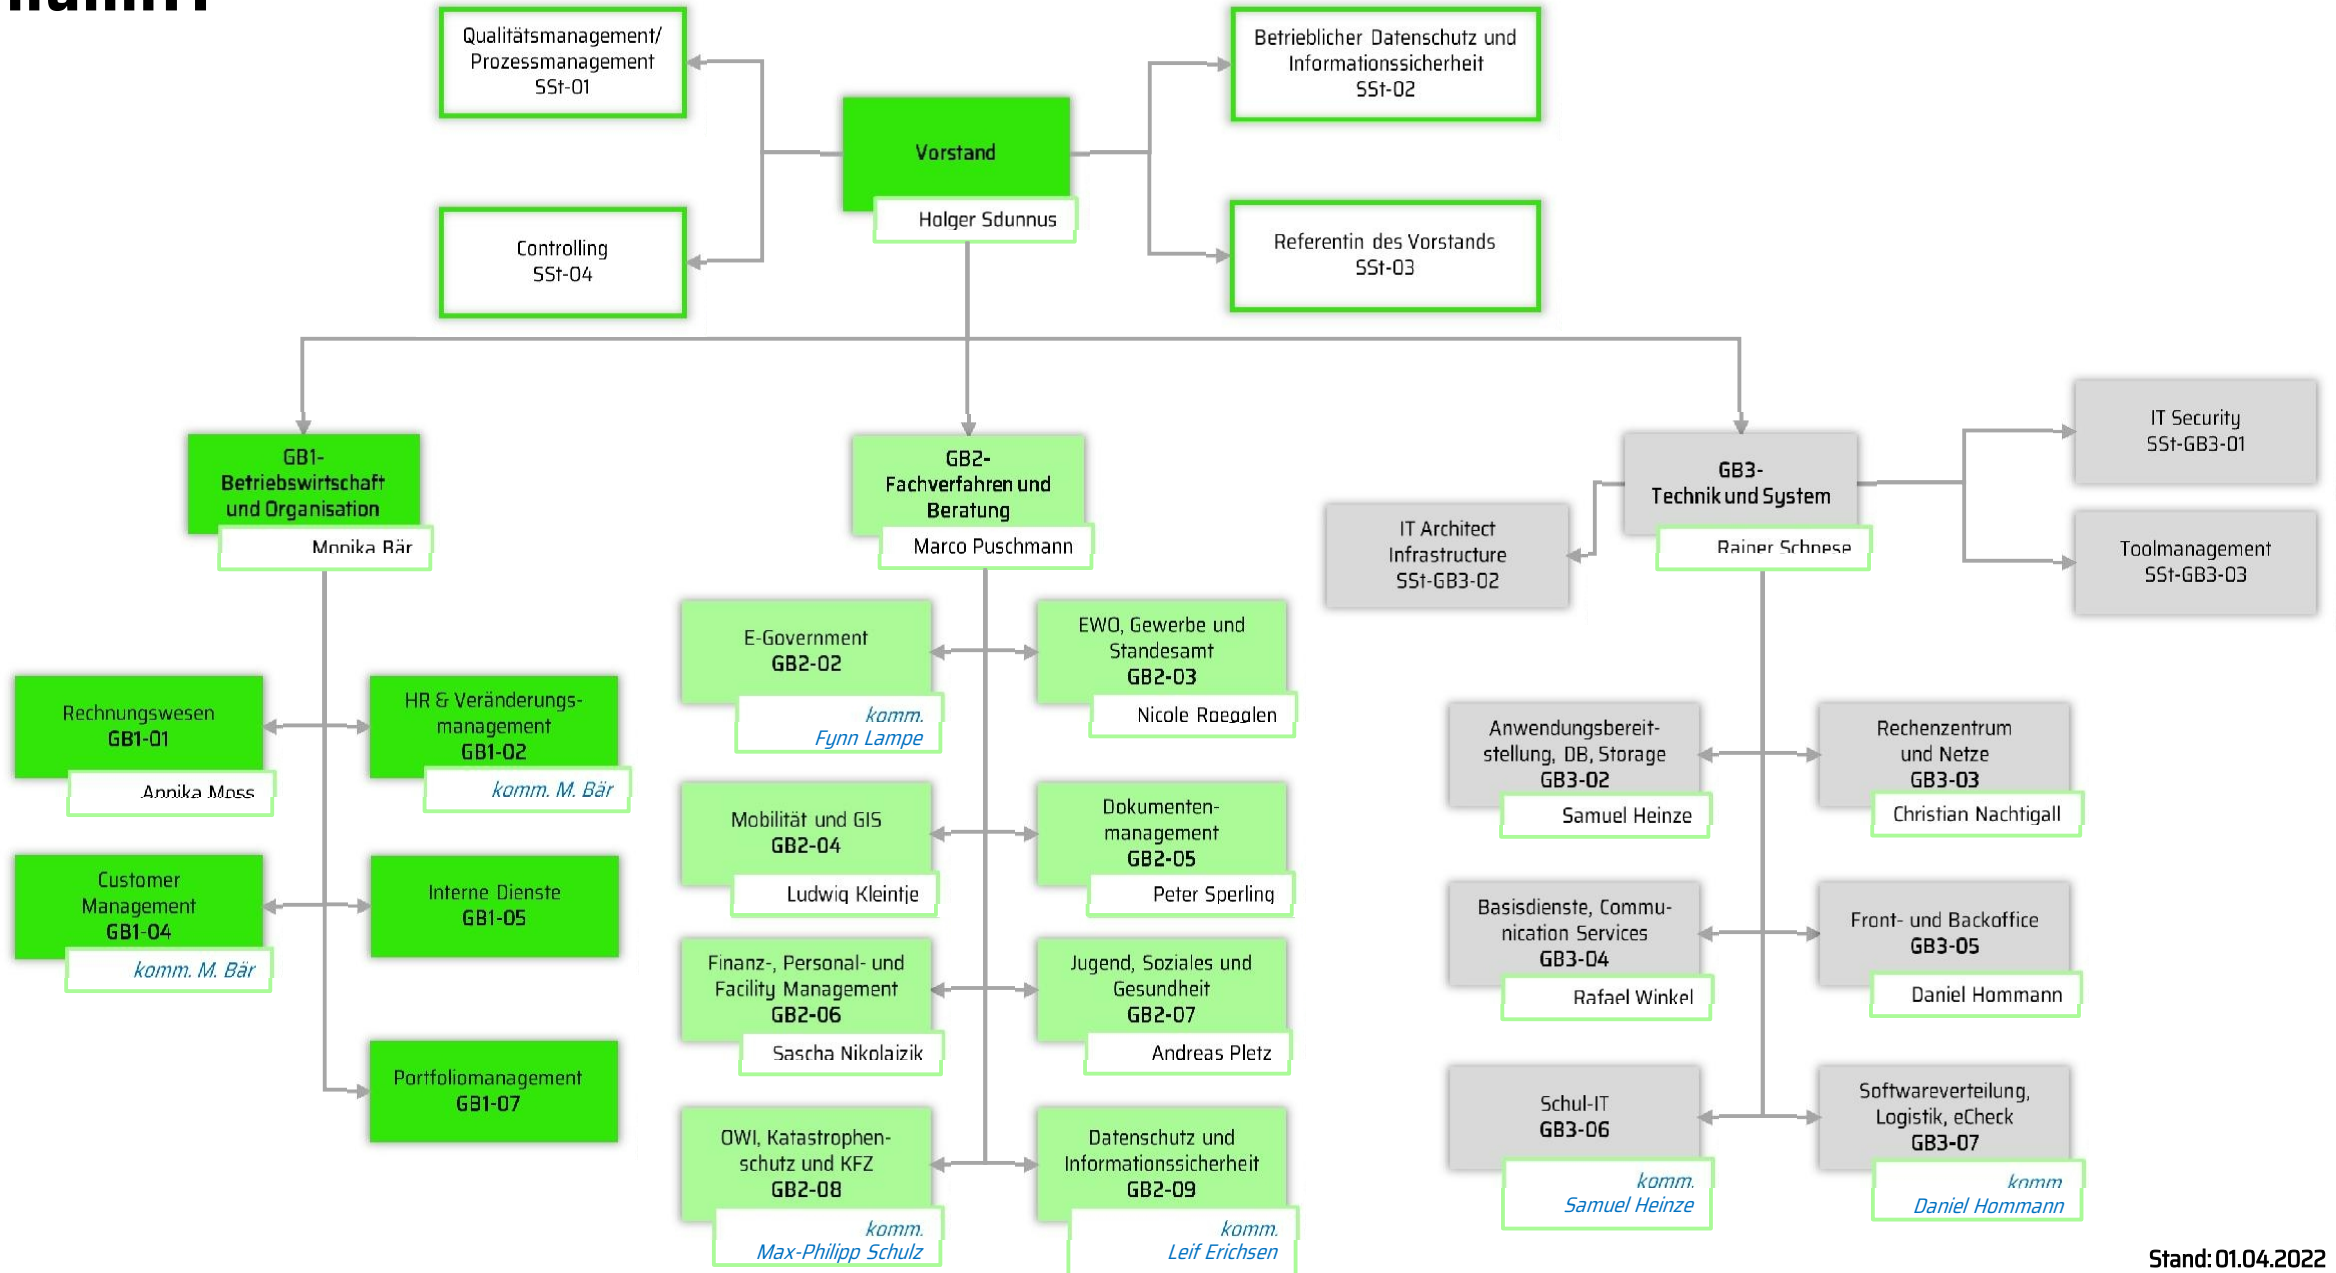 Qualitätsmanagement/
Prozessmanagement
SSt-01
Betrieblicher Datenschutz und
Informationssicherheit
SSt-02
Vorstand
Holger Sdunnus
Controlling
SSt-04
Referentin des Vorstands
SSt-03
GB1-
Betriebswirtschaft
und Organisation
Monika Bär
GB2-
Fachverfahren und
Beratung
Marco Puschmann
GB3-
Technik und System
Rainer Schnese
IT Security
SSt-GB3-01
IT Architect
Infrastructure
SSt-GB3-02
Toolmanagement
SSt-GB3-03
Rechnungswesen
GB1-01
Annika Moss
HR & Veränderungs-
management
GB1-02
komm. M. Bär
Customer
Management
GB1-04
komm. M. Bär
Interne Dienste
GB1-05
Portfoliomanagement
GB1-07
E-Government
GB2-02
komm.
Fynn Lampe
EWO, Gewerbe und
Standesamt
GB2-03
Nicole Roegglen
Mobilität und GIS
GB2-04
Ludwig Kleintje
Dokumenten-
management
GB2-05
Peter Sperling
Finanz-, Personal- und
Facility Management
GB2-06
Sascha Nikolaizik
Jugend, Soziales und
Gesundheit
GB2-07
Andreas Pletz
OWI, Katastrophen-
schutz und KFZ
GB2-08
komm.
Max-Philipp Schulz
Datenschutz und
Informationssicherheit
GB2-09
komm.
Leif Erichsen
Anwendungsbereit-
stellung, DB, Storage
GB3-02
Samuel Heinze
Rechenzentrum
und Netze
GB3-03
Christian Nachtigall
Basisdienste, Commu-
nication Services
GB3-04
Rafael Winkel
Front- und Backoffice
GB3-05
Daniel Hommann
Schul-IT
GB3-06
komm.
Samuel Heinze
Softwareverteilung,
Logistik, eCheck
GB3-07
komm
Daniel Hommann
Stand: 01.04.2022